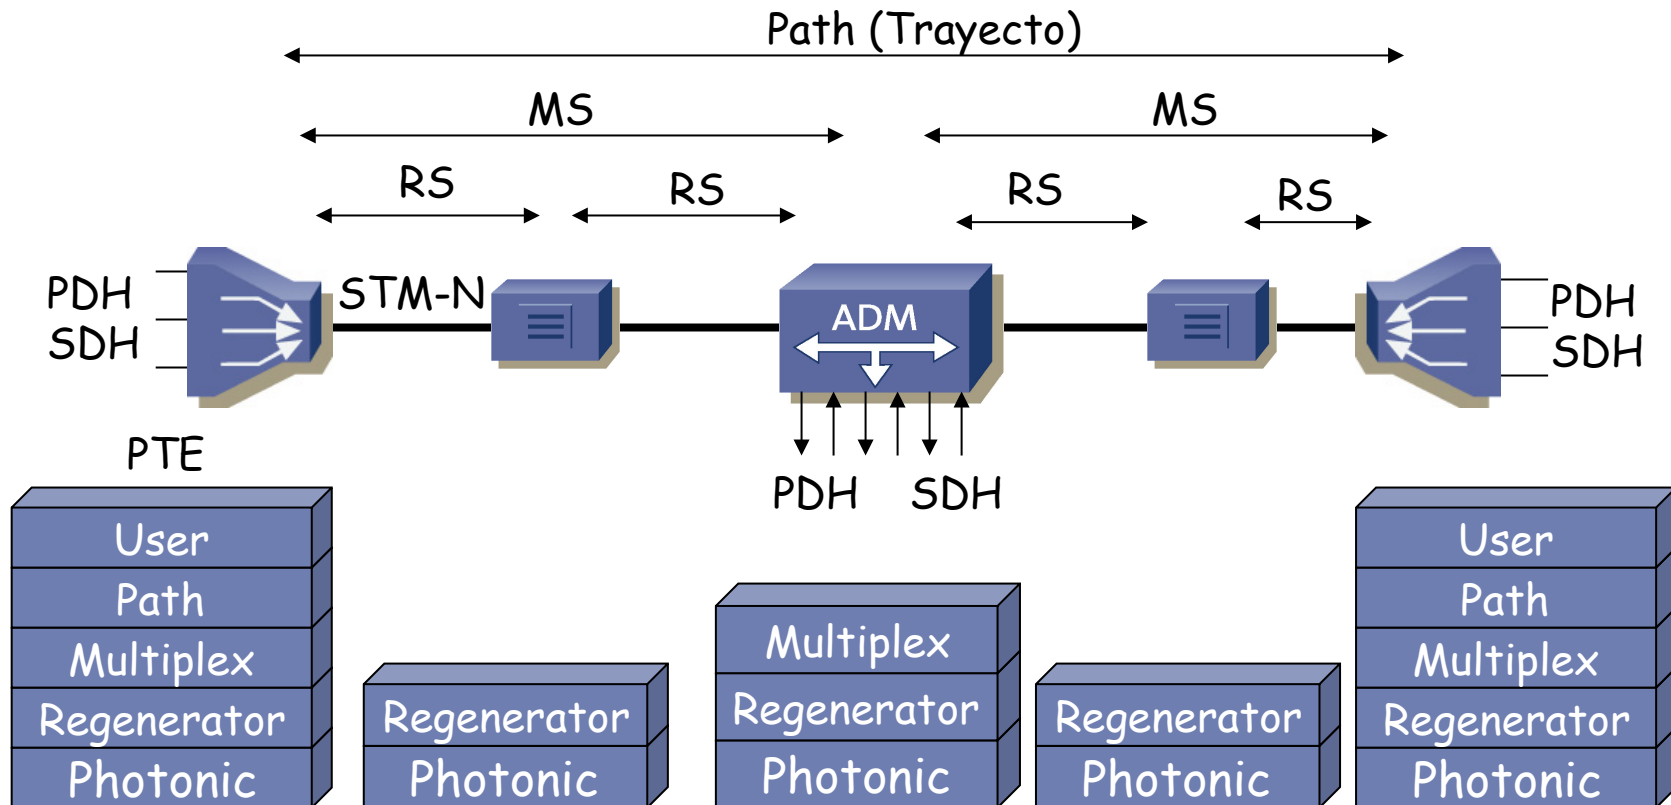 Path (Trayecto)
MS
MS
RS
RS
RS
RS
PDH
SDH
STM-N
ADM
PDH
SDH
PTE
PDH
SDH
User
Path
Multiplex
Regenerator
Photonic
Regenerator
Photonic
Multiplex
Regenerator
Photonic
Regenerator
Photonic
User
Path
Multiplex
Regenerator
Photonic